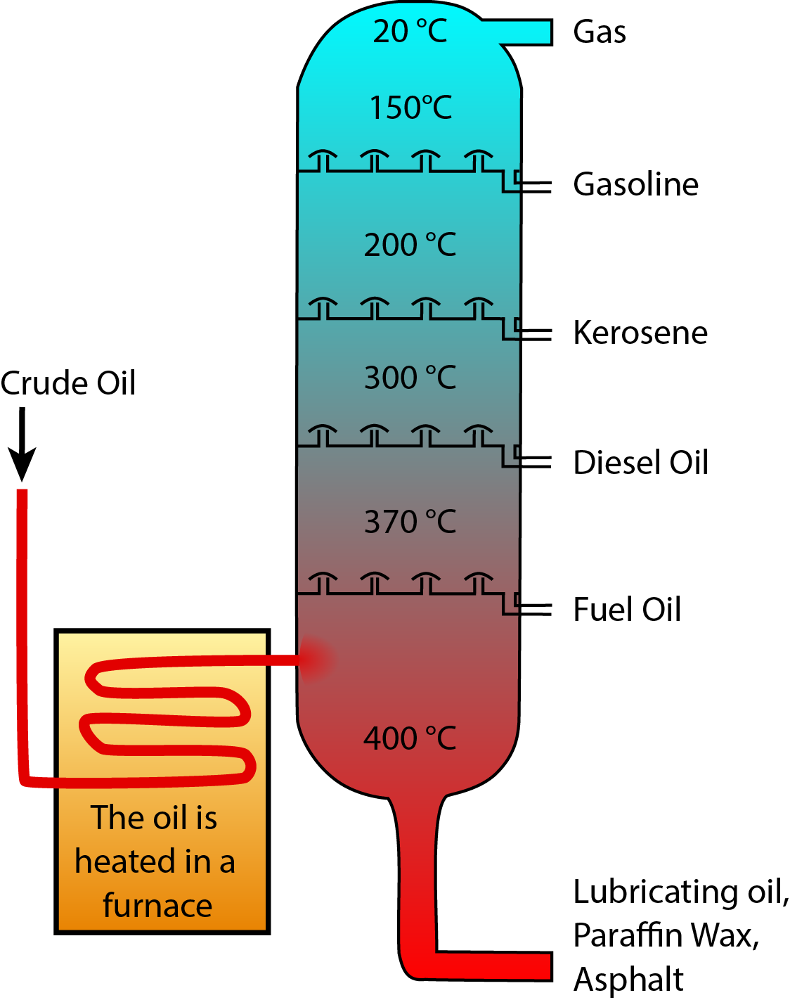 20 °C
Gas
150°C
Gasoline
200 °C
Kerosene
Crude Oil
300 °C
Diesel Oil
370 °C
Fuel Oil
400 °C
The oil is
heated in a
furnace
Lubricating oil,
Paraffin Wax,
Asphalt